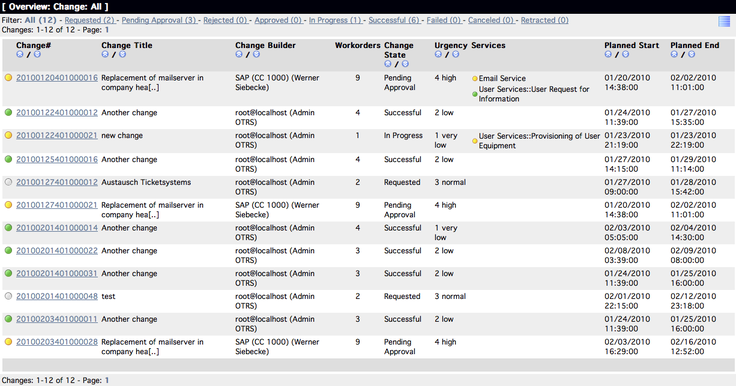 [ Overview: Change: All ]
Filter: All (12) - Requested (2) - Pending Approval (3) - Rejected (0) - Approved (0) - In Progress (1) - Successful (6) - Failed (0) - Canceled (0) - Retracted (0)
Changes: 1-12 of 12 - Page: 1
Change# Change Title Change Builder Workorders Change State Urgency Services Planned Start Planned End
/ / / / / / /
20100120401000016 Replacement of mailserver in company hea[..] SAP (CC 1000) (Werner Siebecke) 9 Pending Approval 4 high Email Service User Services::User Request for Information 01/20/2010 14:38:00 02/02/2010 11:01:00
20100122401000012 Another change root@localhost (Admin OTRS) 4 Successful 2 low 01/24/2010 11:39:00 01/27/2010 15:35:00
20100122401000021 new change root@localhost (Admin OTRS) 1 In Progress 1 very low User Services::Provisioning of User Equipment 01/23/2010 21:19:00 01/23/2010 22:19:00
20100125401000016 Another change root@localhost (Admin OTRS) 4 Successful 2 low 01/27/2010 14:15:00 01/29/2010 11:14:00
20100127401000012 Austausch Ticketsystems root@localhost (Admin OTRS) 2 Requested 3 normal 01/27/2010 09:00:00 01/28/2010 15:42:00
20100127401000021 Replacement of mailserver in company hea[..] SAP (CC 1000) (Werner Siebecke) 9 Pending Approval 4 high 01/20/2010 14:38:00 02/02/2010 11:01:00
20100201401000014 Another change root@localhost (Admin OTRS) 4 Successful 1 very low 02/03/2010 05:05:00 02/04/2010 14:30:00
20100201401000022 Another change root@localhost (Admin OTRS) 3 Successful 2 low 02/08/2010 03:39:00 02/09/2010 08:00:00
20100201401000031 Another change root@localhost (Admin OTRS) 3 Successful 2 low 01/24/2010 11:39:00 01/25/2010 16:00:00
20100201401000048 test root@localhost (Admin OTRS) 2 Requested 3 normal 02/01/2010 22:15:00 02/12/2010 23:18:00
20100203401000011 Another change root@localhost (Admin OTRS) 3 Successful 2 low 01/24/2010 11:39:00 01/25/2010 16:00:00
20100203401000028 Replacement of mailserver in company hea[..] SAP (CC 1000) (Werner Siebecke) 9 Pending Approval 4 high 02/03/2010 16:29:00 02/16/2010 12:52:00
Changes: 1-12 of 12 - Page: 1